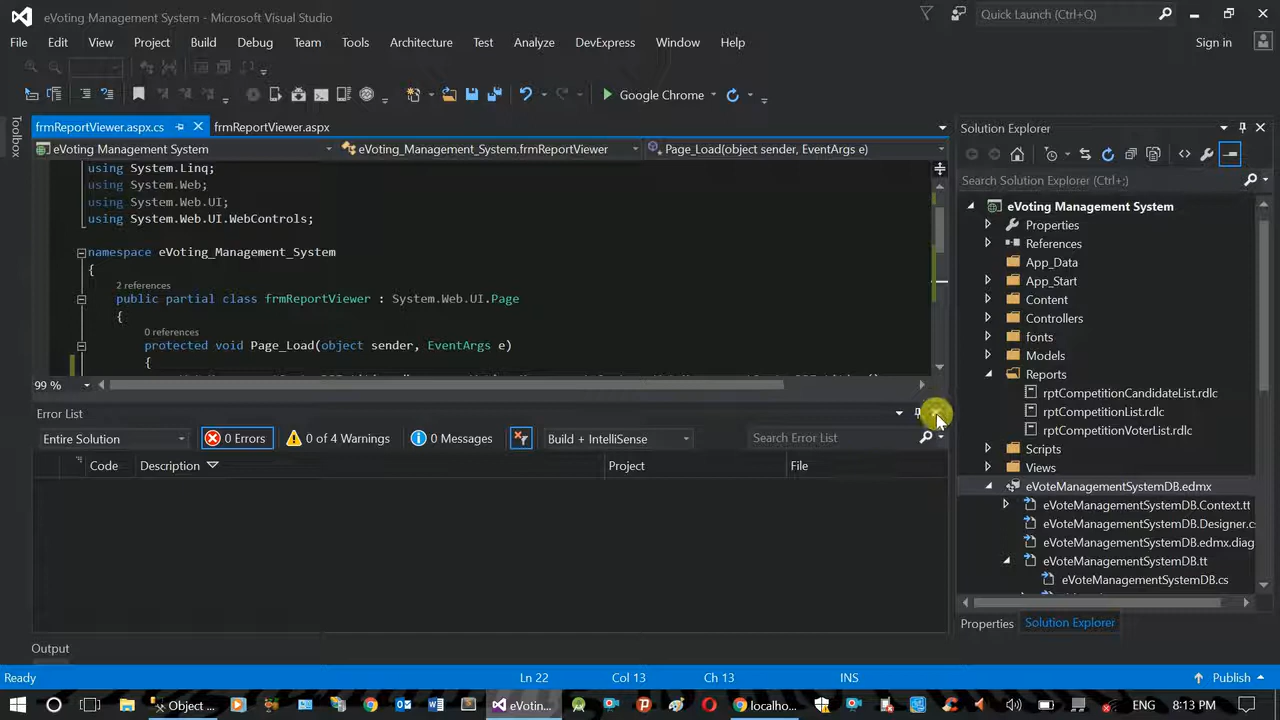 eVoting Management System - Microsoft Visual Studio
Quick Launch (Ctrl+Q)
File Edit View Project Build Debug Team Tools Architecture Test Analyze DevExpress Window Help
Sign in
Google Chrome
Toolbox
frmReportViewer.aspx.cs
frmReportViewer.aspx
eVoting Management System
eVoting_Management_System.frmReportViewer
Page_Load(object sender, EventArgs e)
using System.Linq;
using System.Web;
using System.Web.UI;
using System.Web.UI.WebControls;
namespace eVoting_Management_System
{
2 references
public partial class frmReportViewer : System.Web.UI.Page
{
0 references
protected void Page_Load(object sender, EventArgs e)
{
99 %
Error List
Entire Solution
0 Errors
0 of 4 Warnings
0 Messages
Build + IntelliSense
Search Error List
Code Description Project File
Output
Solution Explorer
Search Solution Explorer (Ctrl+;)
eVoting Management System
Properties
References
App_Data
App_Start
Content
Controllers
fonts
Models
Reports
rptCompetitionCandidateList.rdlc
rptCompetitionList.rdlc
rptCompetitionVoterList.rdlc
Scripts
Views
eVoteManagementSystemDB.edmx
eVoteManagementSystemDB.Context.tt
eVoteManagementSystemDB.Designer.c
eVoteManagementSystemDB.edmx.diag
eVoteManagementSystemDB.tt
eVoteManagementSystemDB.cs
Properties Solution Explorer
Ready Ln 22 Col 13 Ch 13 INS Publish
Object ... eVotin... localho... ENG 8:13 PM